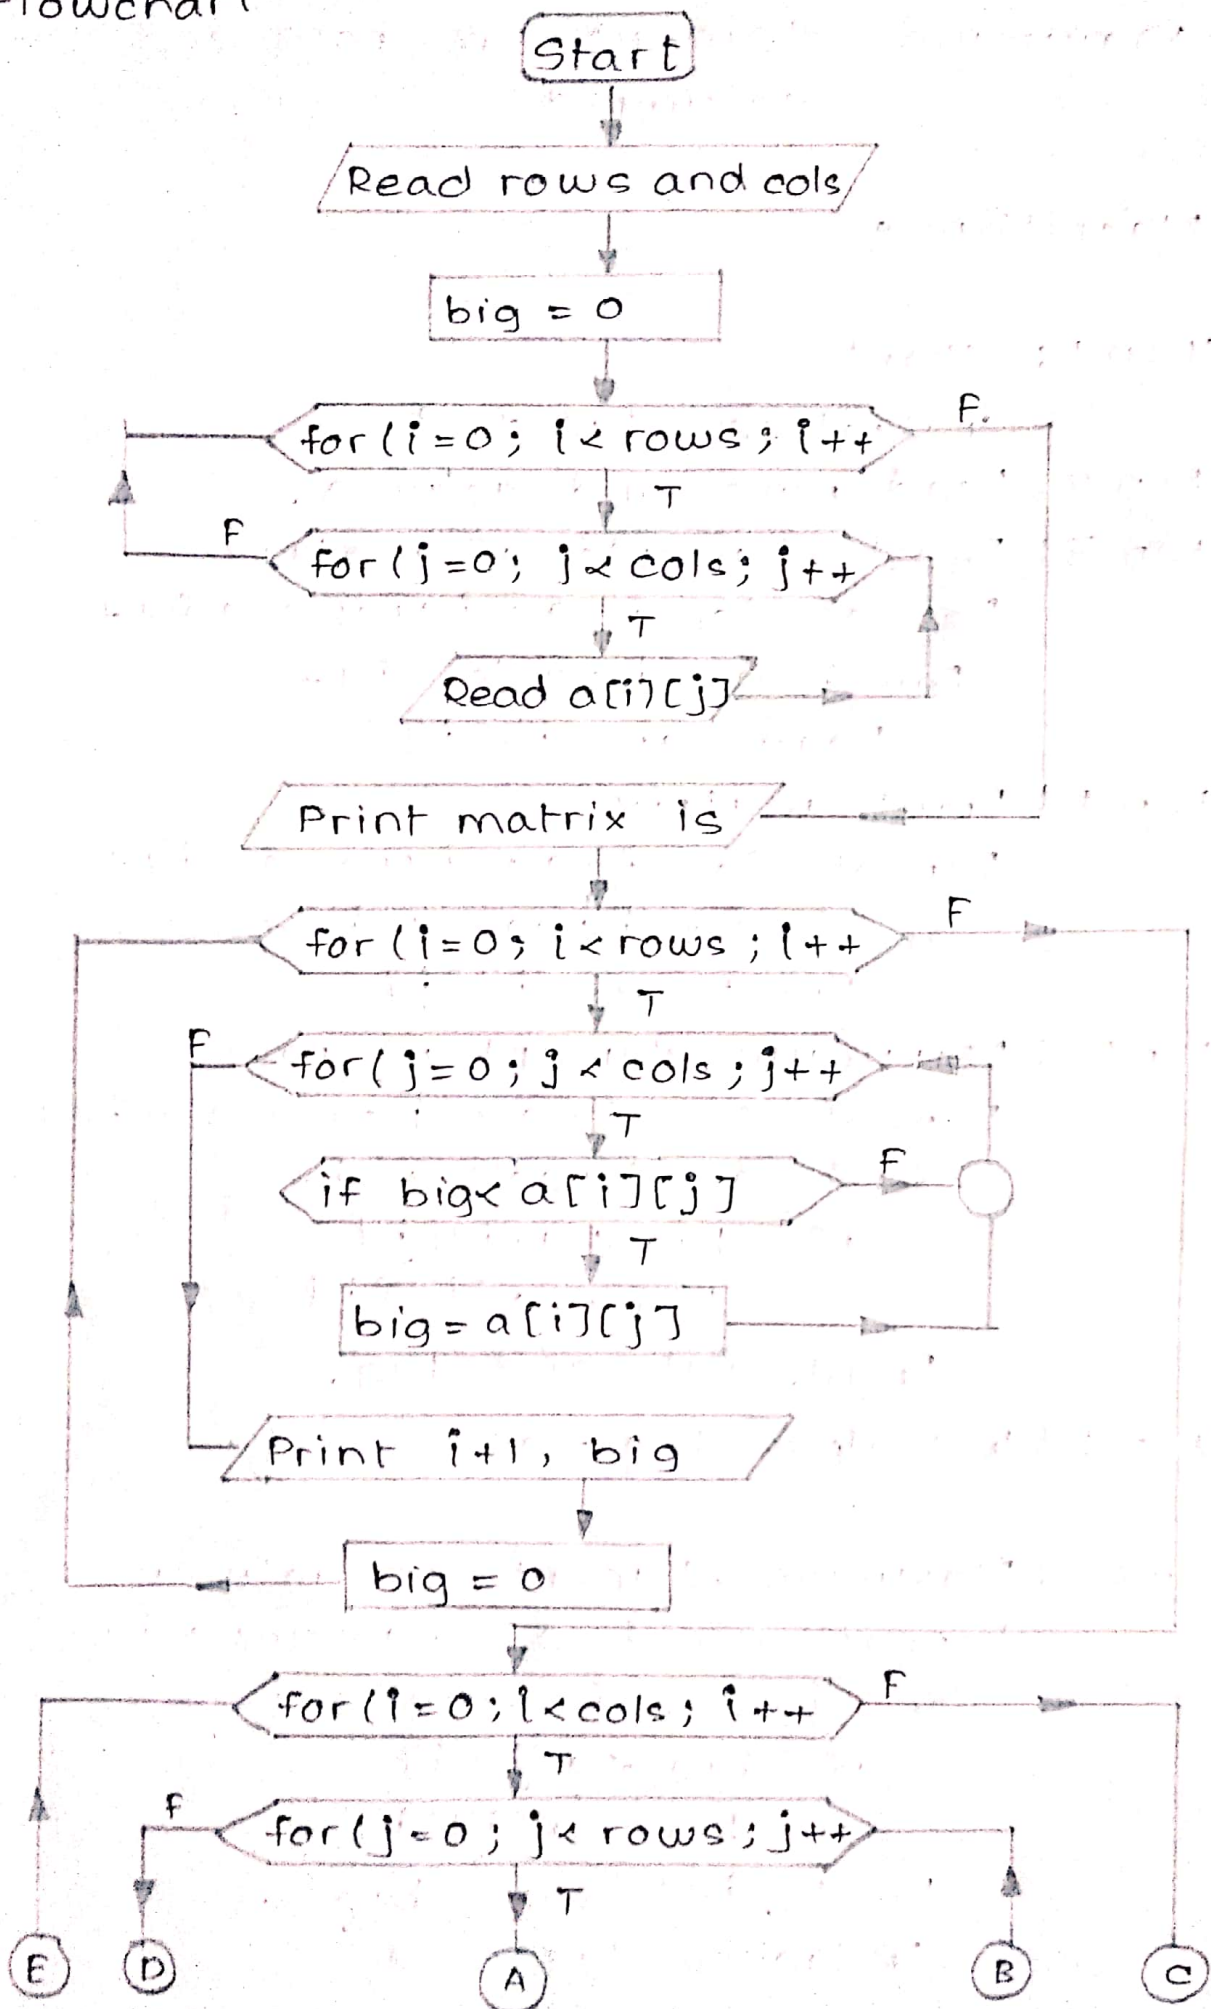 Flowchart
Start
Read rows and cols
big = 0
for(i=0; i< rows; i++
F.
T
F
for(j=0; j< cols; j++
T
Read a[i][j]
Print matrix is
for(i=0; i< rows; i++
F
T
F
for(j=0; j< cols; j++
T
if big< a[i][j]
F
T
big = a[i][j]
Print i+1, big
big = 0
for(i=0; i< cols; i++
F
T
F
for(j=0; j< rows; j++
T
E D A B C